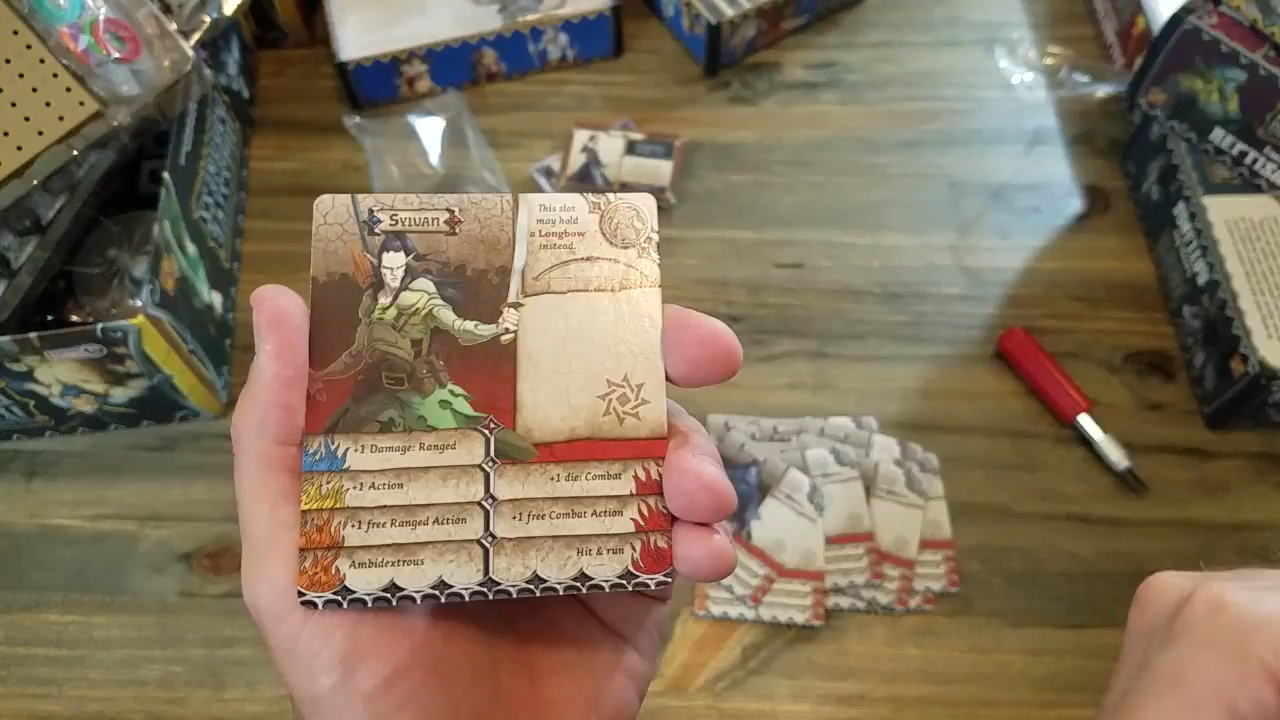 SYLVAN
This slot
may hold
a Longbow
instead.
+1 Damage: Ranged
+1 Action
+1 free Ranged Action
Ambidextrous
+1 die: Combat
+1 free Combat Action
Hit & run